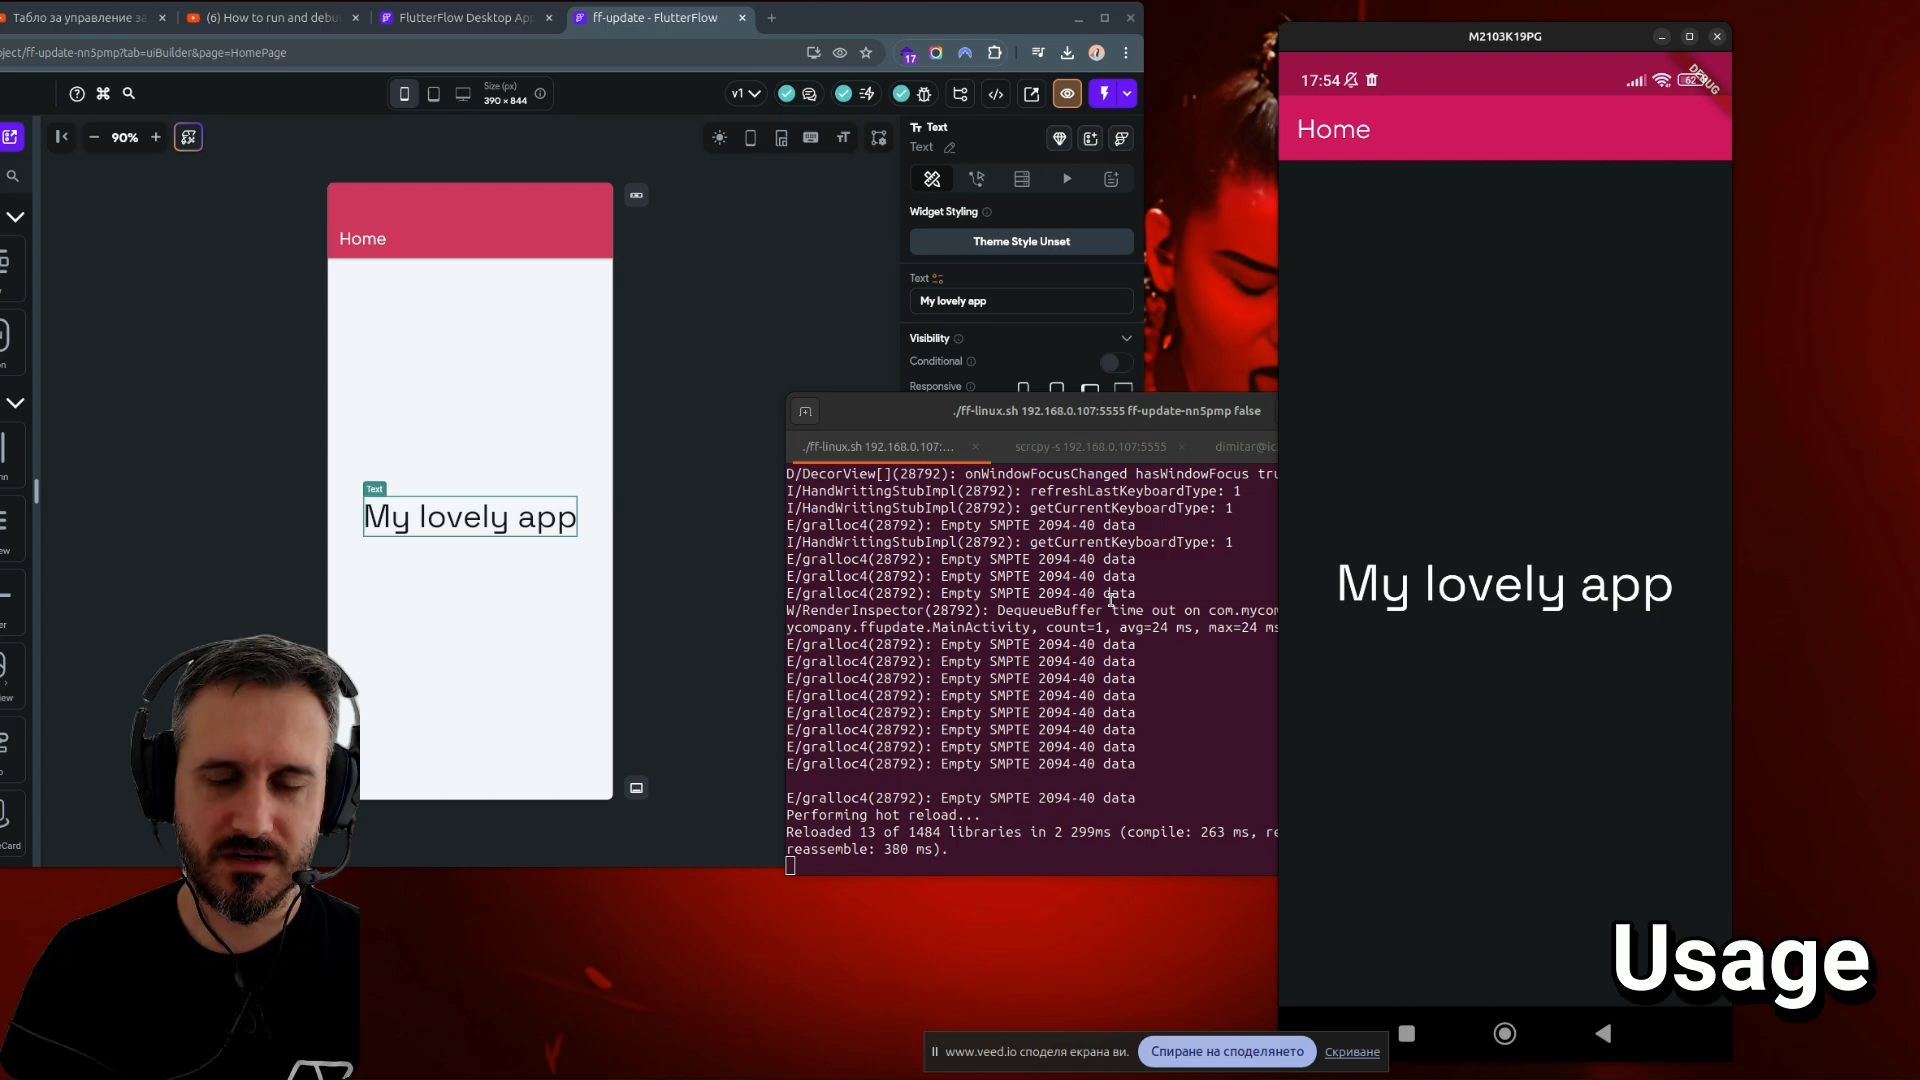 Табло за управление за
(6) How to run and debu
FlutterFlow Desktop App
ff-update - FlutterFlow
ject/ff-update-nn5pmp?tab=uiBuilder&page=HomePage
17
Size (px)
390 × 844
v1
90%
Tt Text
Text
Widget Styling
Theme Style Unset
Text
My lovely app
Visibility
Conditional
Responsive
Home
Text
My lovely app
./ff-linux.sh 192.168.0.107:5555 ff-update-nn5pmp false
./ff-linux.sh 192.168.0.107:...
scrcpy -s 192.168.0.107:5555
dimitar@ic
D/DecorView[](28792): onWindowFocusChanged hasWindowFocus tru
I/HandWritingStubImpl(28792): refreshLastKeyboardType: 1
I/HandWritingStubImpl(28792): getCurrentKeyboardType: 1
E/gralloc4(28792): Empty SMPTE 2094-40 data
I/HandWritingStubImpl(28792): getCurrentKeyboardType: 1
E/gralloc4(28792): Empty SMPTE 2094-40 data
E/gralloc4(28792): Empty SMPTE 2094-40 data
E/gralloc4(28792): Empty SMPTE 2094-40 data
W/RenderInspector(28792): DequeueBuffer time out on com.mycom
ycompany.ffupdate.MainActivity, count=1, avg=24 ms, max=24 ms
E/gralloc4(28792): Empty SMPTE 2094-40 data
E/gralloc4(28792): Empty SMPTE 2094-40 data
E/gralloc4(28792): Empty SMPTE 2094-40 data
E/gralloc4(28792): Empty SMPTE 2094-40 data
E/gralloc4(28792): Empty SMPTE 2094-40 data
E/gralloc4(28792): Empty SMPTE 2094-40 data
E/gralloc4(28792): Empty SMPTE 2094-40 data
E/gralloc4(28792): Empty SMPTE 2094-40 data
E/gralloc4(28792): Empty SMPTE 2094-40 data
Performing hot reload...
Reloaded 13 of 1484 libraries in 2 299ms (compile: 263 ms, re
reassemble: 380 ms).
M2103K19PG
17:54
62
DEBUG
Home
My lovely app
Usage
www.veed.io споделя екрана ви.
Спиране на споделянето
Скриване